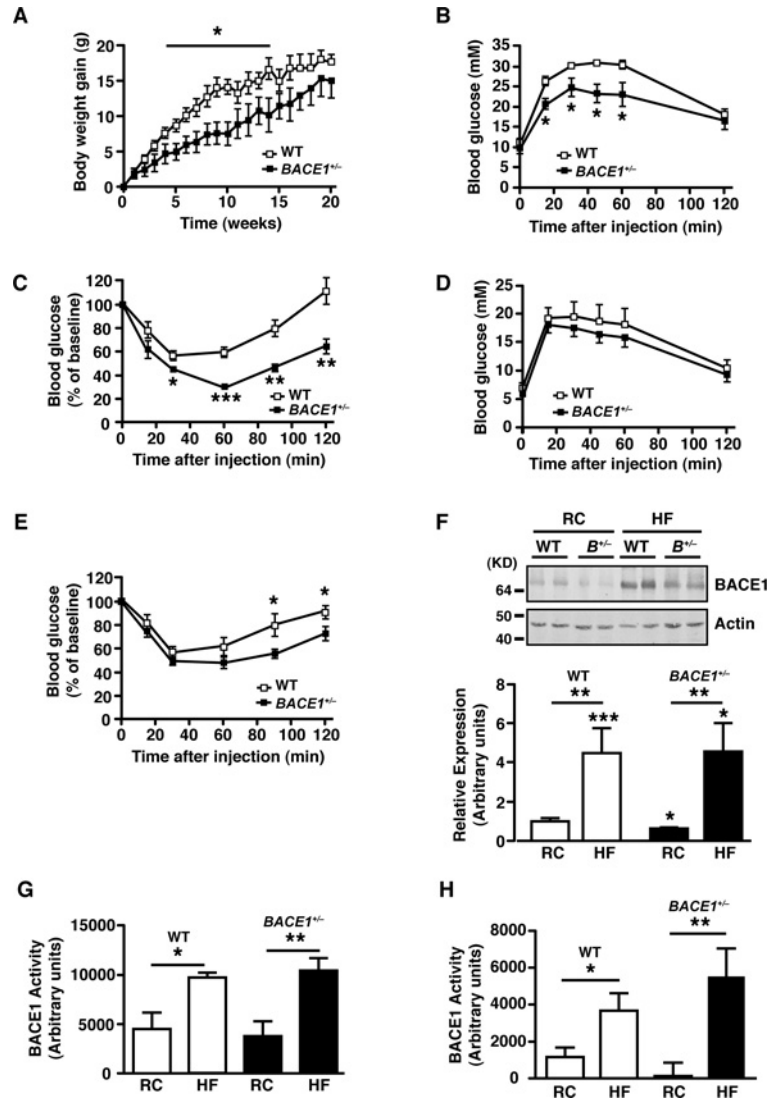 A
*
Body weight gain (g)
20
15
10
5
0
WT
BACE1+/–
0 5 10 15 20
Time (weeks)
B
Blood glucose (mM)
35
30
25
20
15
10
5
0
* * * *
WT
BACE1+/–
0 20 40 60 80 100 120
Time after injection (min)
C
Blood glucose
(% of baseline)
120
100
80
60
40
20
0
* *** ** **
WT
BACE1+/–
0 20 40 60 80 100 120
Time after injection (min)
D
Blood glucose (mM)
25
20
15
10
5
0
WT
BACE1+/–
0 20 40 60 80 100 120
Time after injection (min)
E
Blood glucose
(% of baseline)
120
100
80
60
40
20
0
* *
WT
BACE1+/–
0 20 40 60 80 100 120
Time after injection (min)
F
RC HF
WT B+/– WT B+/–
(KD)
64
BACE1
50
40
Actin
Relative Expression
(Arbitrary units)
8
6
4
2
0
WT BACE1+/–
** **
*** * *
RC HF RC HF
G
BACE1 Activity
(Arbitrary units)
15000
10000
5000
0
WT BACE1+/–
* **
RC HF RC HF
H
BACE1 Activity
(Arbitrary units)
8000
6000
4000
2000
0
WT BACE1+/–
* **
RC HF RC HF